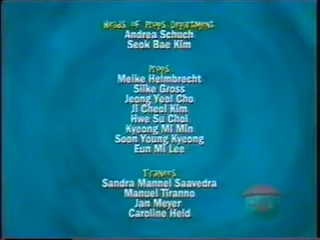 Heads of Props Department
Andrea Schuch
Seok Bae Kim
Props
Meike Helmbrecht
Silke Gross
Jeong Yeol Cho
Ji Cheol Kim
Hwe Su Choi
Kyeong Mi Min
Soon Young Kyeong
Eun Mi Lee
Trainees
Sandra Mannel Saavedra
Manuel Tiranno
Jan Meyer
Caroline Held